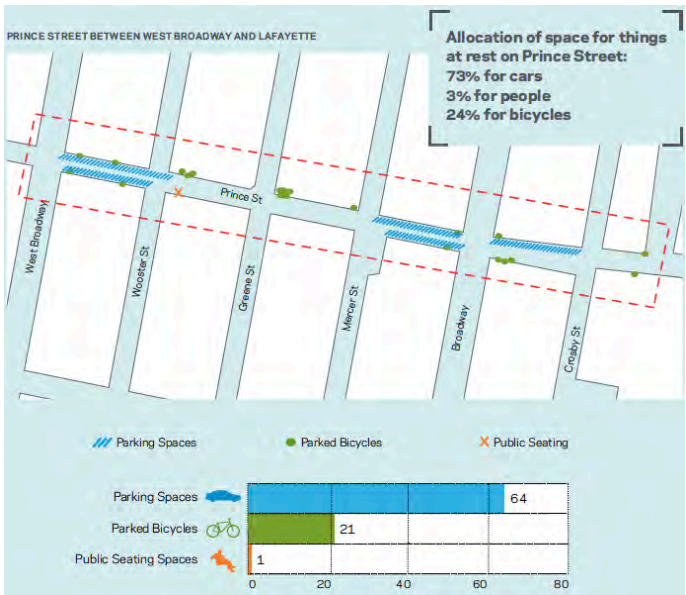 PRINCE STREET BETWEEN WEST BROADWAY AND LAFAYETTE
Allocation of space for things
at rest on Prince Street:
73% for cars
3% for people
24% for bicycles
Prince St
West Broadway
Wooster St
Greene St
Mercer St
Broadway
Crosby St
Parking Spaces
Parked Bicycles
Public Seating
Parking Spaces
64
Parked Bicycles
21
Public Seating Spaces
1
0 20 40 60 80